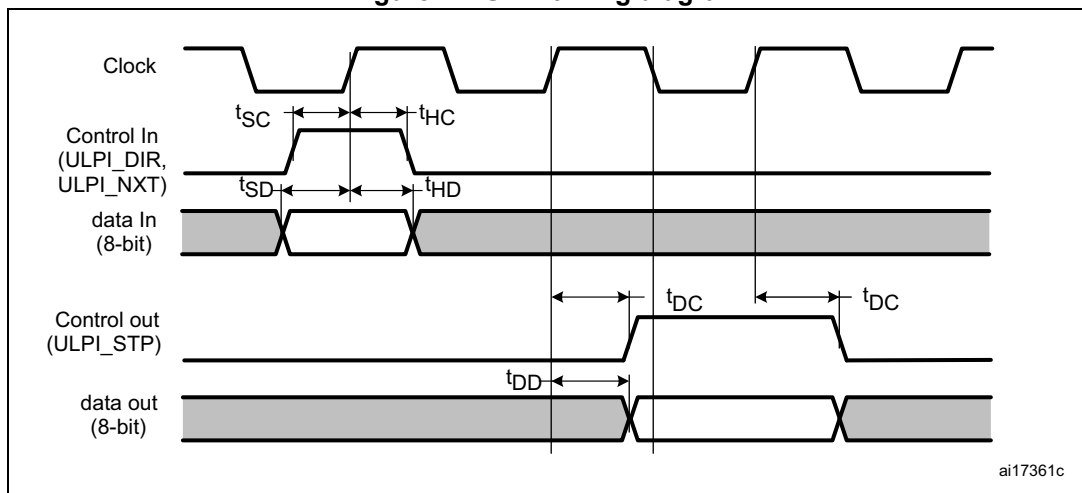 Clock
tSC
tHC
Control In
(ULPI_DIR,
ULPI_NXT)
tSD
tHD
data In
(8-bit)
tDC
tDC
Control out
(ULPI_STP)
tDD
data out
(8-bit)
ai17361c